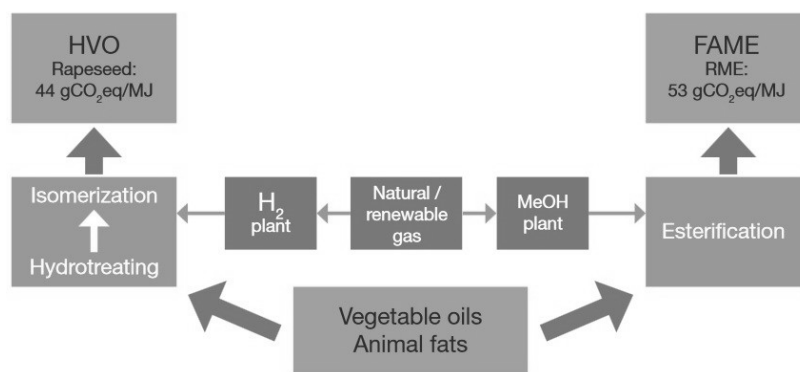 HVO
Rapeseed:
44 gCO₂eq/MJ
FAME
RME:
53 gCO₂eq/MJ
Isomerization
Hydrotreating
H₂
plant
Natural /
renewable
gas
MeOH
plant
Esterification
Vegetable oils
Animal fats